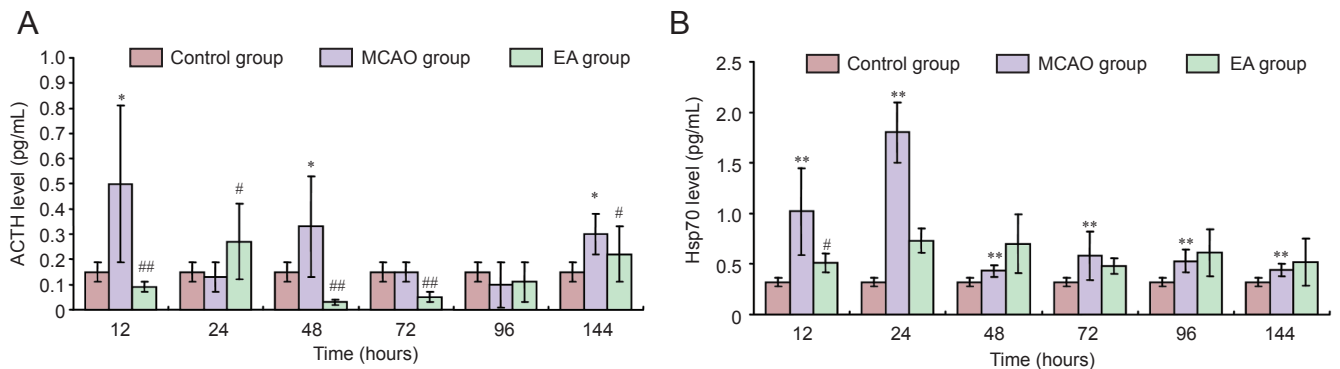 A
Control group MCAO group EA group
ACTH level (pg/mL)
1.0
0.9
0.8
0.7
0.6
0.5
0.4
0.3
0.2
0.1
0
* ## # * ## ## * #
12 24 48 72 96 144
Time (hours)
B
Control group MCAO group EA group
Hsp70 level (pg/mL)
2.5
2.0
1.5
1.0
0.5
0
** # ** ** ** ** **
12 24 48 72 96 144
Time (hours)